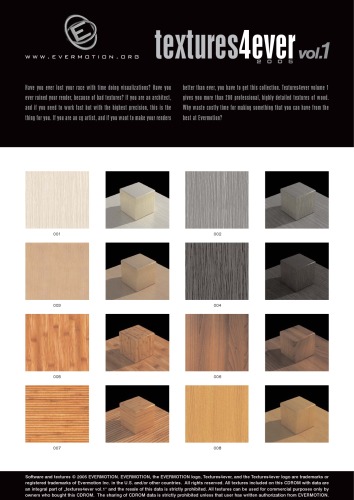 textures4ever vol.1
2005
WWW.EVERMOTION.ORG
Have you ever lost your race with time doing vizualizations? Have you
ever ruined your render, because of bad textures? If you are an architect,
and if you need to work fast but with the highest precision, this is the
thing for you. If you are an cg artist, and if you want to make your renders
better than ever, you have to get this collection. Textures4ever volume 1
gives you more than 200 professional, highly detailed textures of wood.
Why waste costly time for making something that you can have from the
best at Evermotion?
001
002
003
004
005
006
007
008
Software and textures © 2005 EVERMOTION. EVERMOTION, the EVERMOTION logo, Textures4ever, and the Textures4ever logo are trademarks or
registered trademarks of Evermotion Inc. in the U.S. and/or other countries. All rights reserved. All textures included on this CDROM with data are
an integral part of „textures4ever vol.1" and the resale of this data is strictly prohibited. All textures can be used for commercial purposes only by
owners who bought this CDROM. The sharing of CDROM data is strictly prohibited unless that user has written authorization from EVERMOTION.